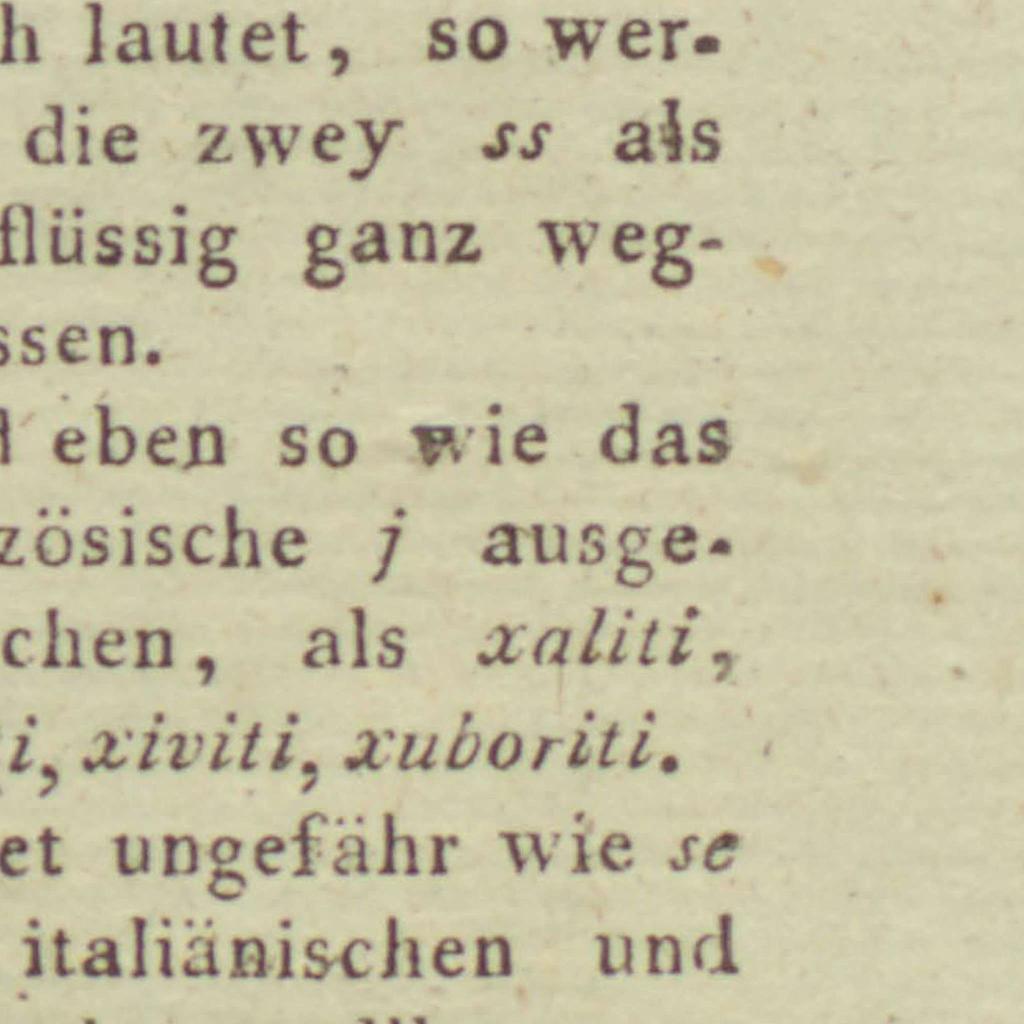 h lautet, so wer-
die zwey ss als
flüssig ganz weg-
ssen.
eben so wie das
zösische j ausge-
chen, als xaliti,
i, xiviti, xuboriti.
et ungefähr wie se
italiänischen und